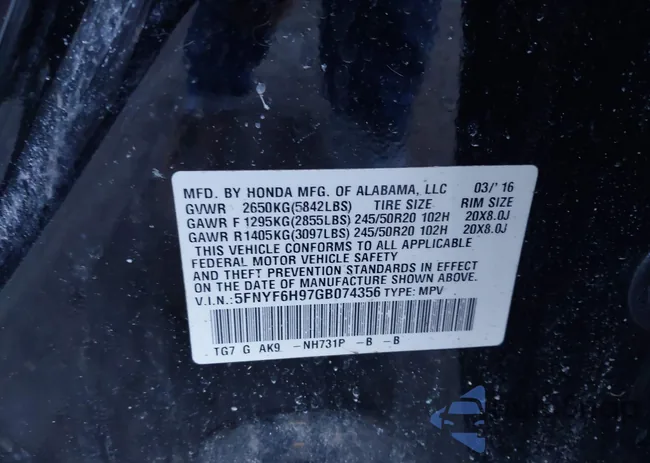 MFD. BY HONDA MFG. OF ALABAMA, LLC 03/'16
GVWR 2650KG(5842LBS) TIRE SIZE RIM SIZE
GAWR F 1295KG(2855LBS) 245/50R20 102H 20X8.0J
GAWR R1405KG(3097LBS) 245/50R20 102H 20X8.0J
THIS VEHICLE CONFORMS TO ALL APPLICABLE
FEDERAL MOTOR VEHICLE SAFETY
AND THEFT PREVENTION STANDARDS IN EFFECT
ON THE DATE OF MANUFACTURE SHOWN ABOVE.
V.I.N.:5FNYF6H97GB074356 TYPE: MPV
TG7 G AK9 -NH731P -B -B